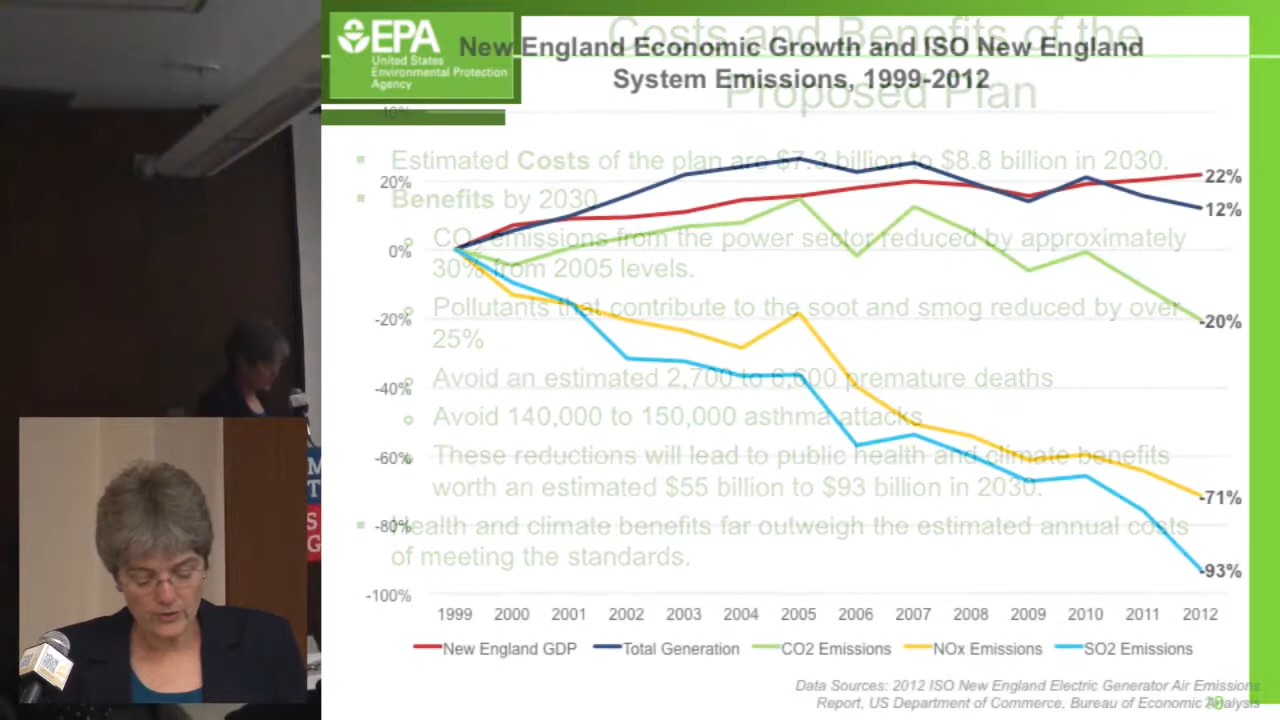 EPA
United States
Environmental Protection
Agency
Costs and Benefits of the
Proposed Plan
New England Economic Growth and ISO New England
System Emissions, 1999-2012
▪ Estimated Costs of the plan are $7.3 billion to $8.8 billion in 2030.
▪ Benefits by 2030
CO2 emissions from the power sector reduced by approximately
30% from 2005 levels.
Pollutants that contribute to the soot and smog reduced by over
25%
Avoid an estimated 2,700 to 6,600 premature deaths
Avoid 140,000 to 150,000 asthma attacks
These reductions will lead to public health and climate benefits
worth an estimated $55 billion to $93 billion in 2030.
▪ Health and climate benefits far outweigh the estimated annual costs
of meeting the standards.
40%
20%
0%
-20%
-40%
-60%
-80%
-100%
22%
12%
-20%
-71%
-93%
1999 2000 2001 2002 2003 2004 2005 2006 2007 2008 2009 2010 2011 2012
New England GDP Total Generation CO2 Emissions NOx Emissions SO2 Emissions
Data Sources: 2012 ISO New England Electric Generator Air Emissions
Report, US Department of Commerce, Bureau of Economic Analysis
M
T
S
G